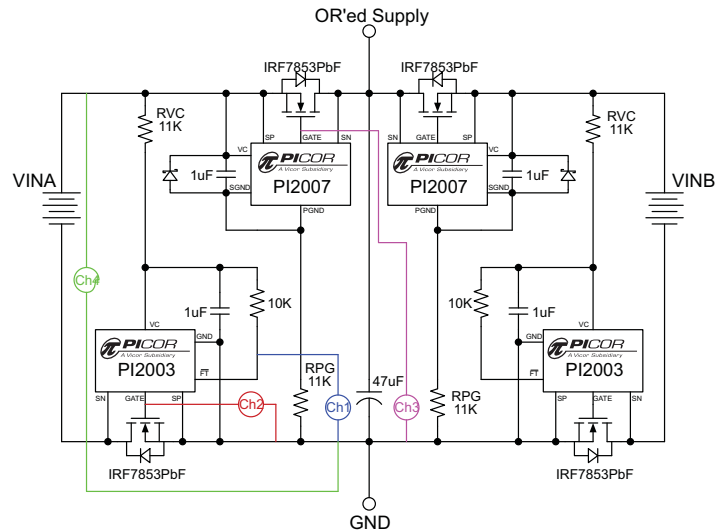 OR'ed Supply
IRF7853PbF
IRF7853PbF
RVC
11K
SP
GATE
SN
SN
GATE
SP
RVC
11K
VC
PICOR
A Vicor Subsidiary
PI2007
SGND
PGND
1uF
VC
PICOR
A Vicor Subsidiary
PI2007
SGND
PGND
1uF
VINA
VINB
Ch4
10K
1uF
VC
GND
PICOR
A Vicor Subsidiary
PI2003
FT
SN
GATE
SP
Ch2
Ch1
RPG
11K
47uF
Ch3
RPG
11K
10K
1uF
VC
GND
PICOR
A Vicor Subsidiary
PI2003
FT
SP
GATE
SN
IRF7853PbF
IRF7853PbF
GND